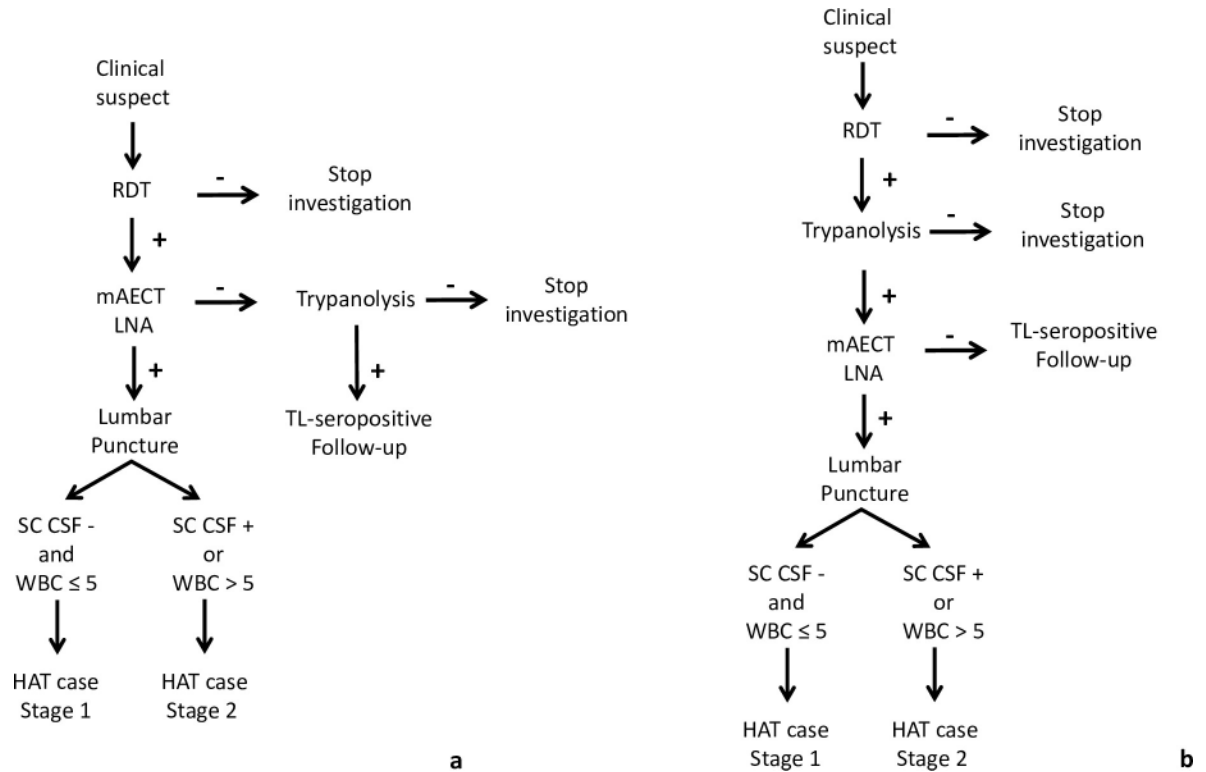 Clinical
suspect
RDT
-
Stop
investigation
+
mAECT
LNA
-
Trypanolysis
-
Stop
investigation
+
+
Lumbar
Puncture
TL-seropositive
Follow-up
SC CSF -
and
WBC ≤ 5
SC CSF +
or
WBC > 5
HAT case
Stage 1
HAT case
Stage 2
a
Clinical
suspect
RDT
-
Stop
investigation
+
Trypanolysis
-
Stop
investigation
+
mAECT
LNA
-
TL-seropositive
Follow-up
+
Lumbar
Puncture
SC CSF -
and
WBC ≤ 5
SC CSF +
or
WBC > 5
HAT case
Stage 1
HAT case
Stage 2
b